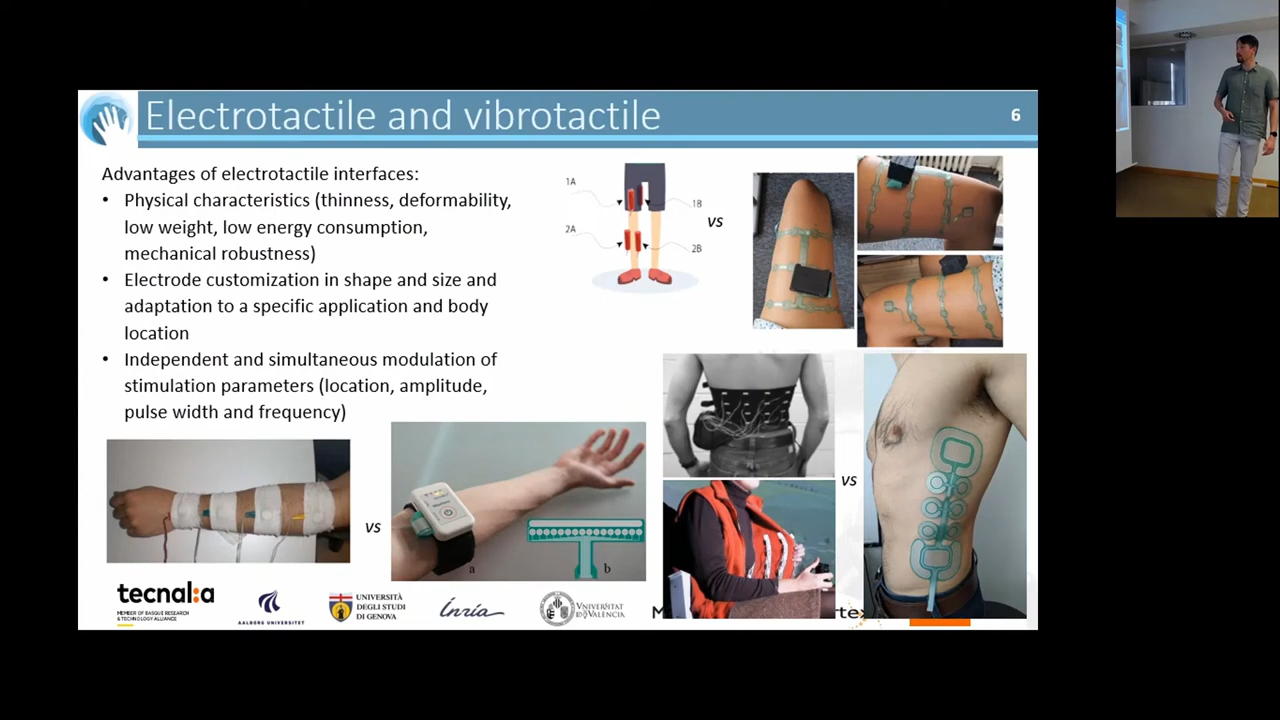 Electrotactile and vibrotactile
6
Advantages of electrotactile interfaces:
• Physical characteristics (thinness, deformability,
low weight, low energy consumption,
mechanical robustness)
• Electrode customization in shape and size and
adaptation to a specific application and body
location
• Independent and simultaneous modulation of
stimulation parameters (location, amplitude,
pulse width and frequency)
1A
1B
2A
2B
vs
vs
a
b
vs
tecnalia
MEMBER OF BASQUE RESEARCH
& TECHNOLOGY ALLIANCE
AALBORG UNIVERSITET
UNIVERSITÀ
DEGLI STUDI
DI GENOVA
Inria
VNIVERSITAT
DE VALÈNCIA